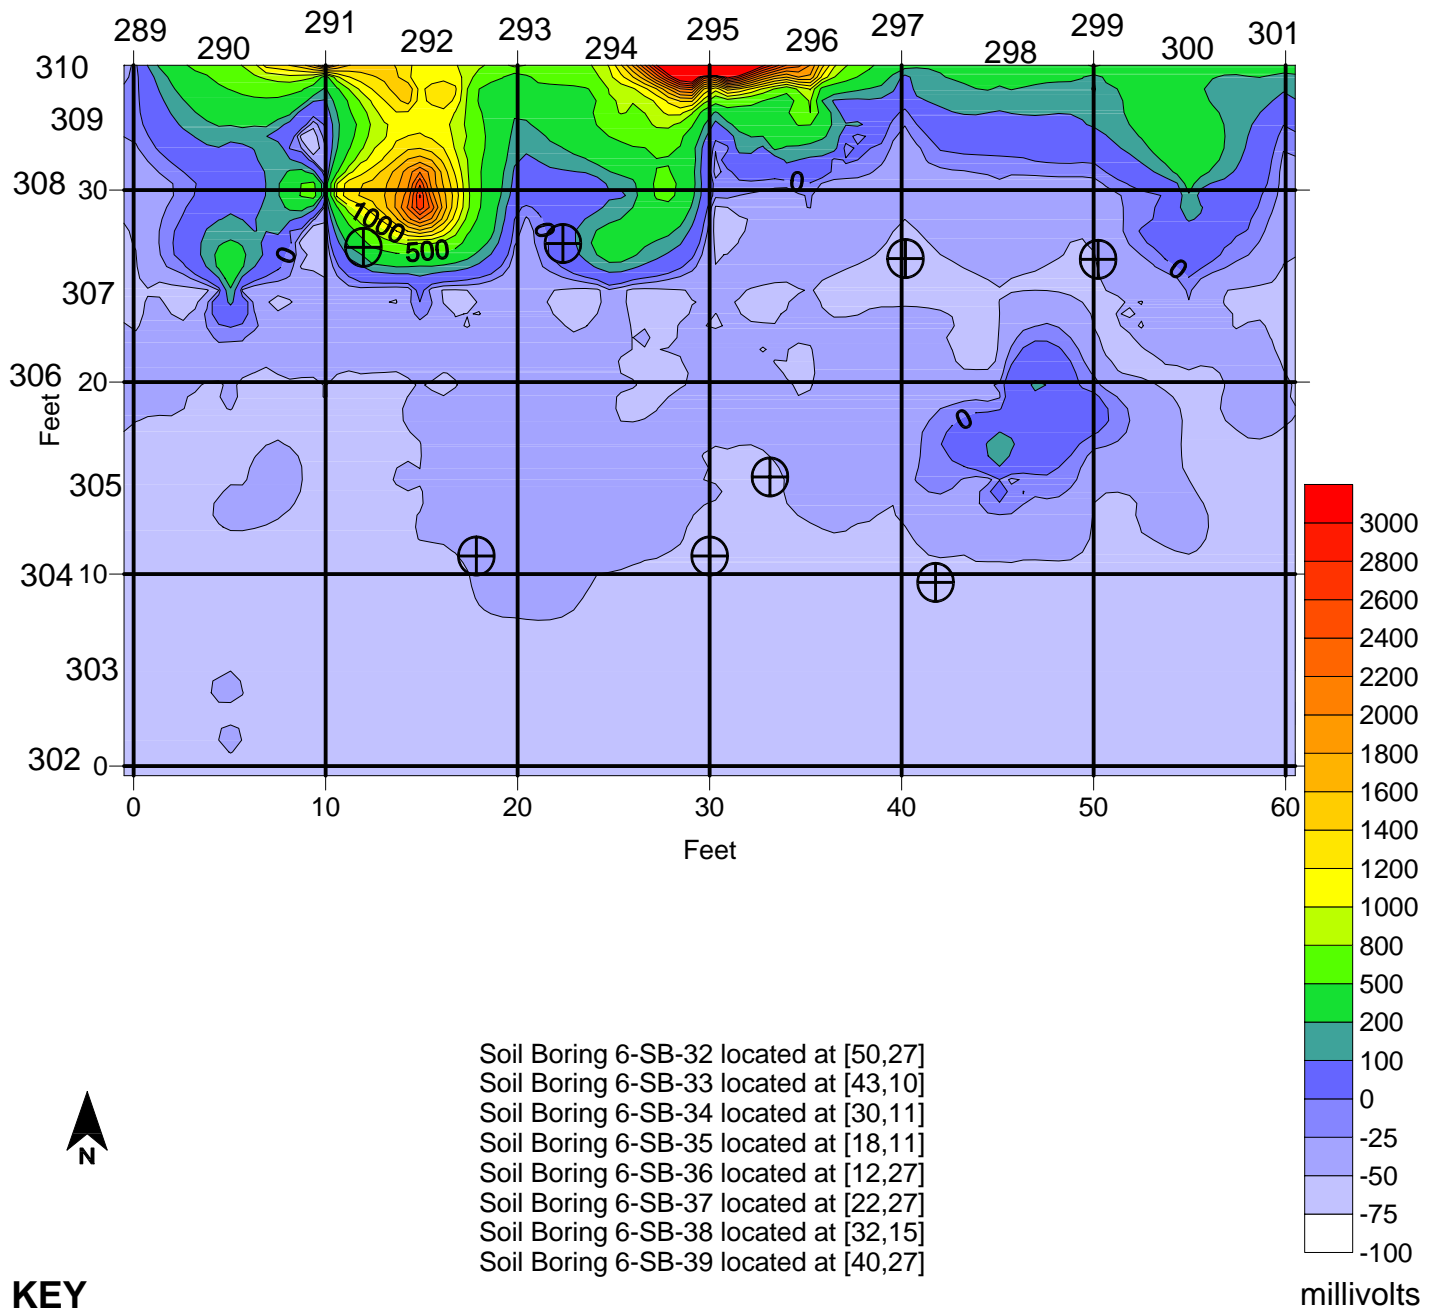 289 290 291 292 293 294 295 296 297 298 299 300 301
310
309
308 30
307
306 20
Feet
305
304 10
303
302 0
0 0 0 0 0 0
1000
500
0 10 20 30 40 50 60
Feet
3000
2800
2600
2400
2200
2000
1800
1600
1400
1200
1000
800
500
200
100
0
-25
-50
-75
-100
millivolts
Soil Boring 6-SB-32 located at [50,27]
Soil Boring 6-SB-33 located at [43,10]
Soil Boring 6-SB-34 located at [30,11]
Soil Boring 6-SB-35 located at [18,11]
Soil Boring 6-SB-36 located at [12,27]
Soil Boring 6-SB-37 located at [22,27]
Soil Boring 6-SB-38 located at [32,15]
Soil Boring 6-SB-39 located at [40,27]
N
KEY